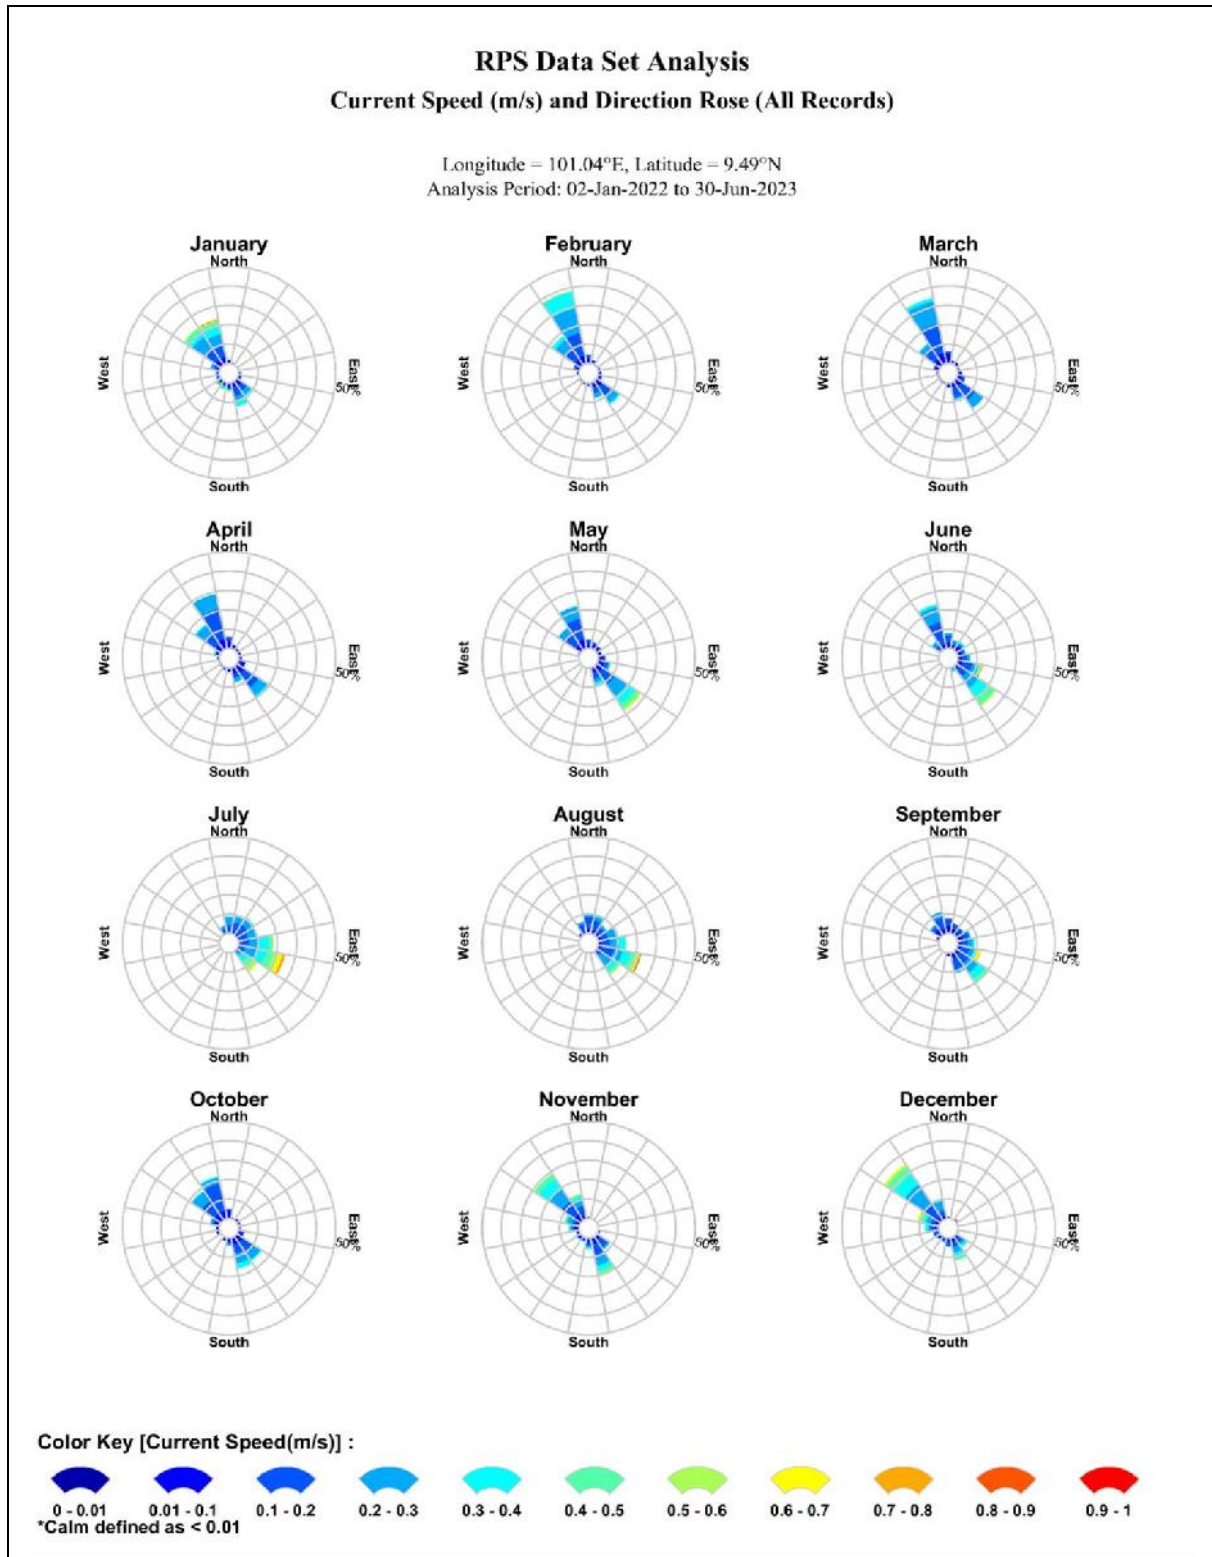 RPS Data Set Analysis
Current Speed (m/s) and Direction Rose (All Records)
Longitude = 101.04°E, Latitude = 9.49°N
Analysis Period: 02-Jan-2022 to 30-Jun-2023
January February March
North North North
West East West East West East
50% 50% 50%
South South South
April May June
North North North
West East West East West East
50% 50% 50%
South South South
July August September
North North North
West East West East West East
50% 50% 50%
South South South
October November December
North North North
West East West East West East
50% 50% 50%
South South South
Color Key [Current Speed(m/s)] :
0 - 0.01 0.01 - 0.1 0.1 - 0.2 0.2 - 0.3 0.3 - 0.4 0.4 - 0.5 0.5 - 0.6 0.6 - 0.7 0.7 - 0.8 0.8 - 0.9 0.9 - 1
*Calm defined as < 0.01